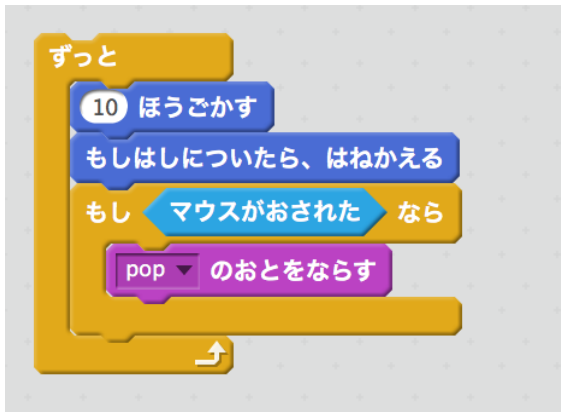 ずっと
10 ほうごかす
もしはしについたら、はねかえる
もし マウスがおされた なら
pop のおとをならす